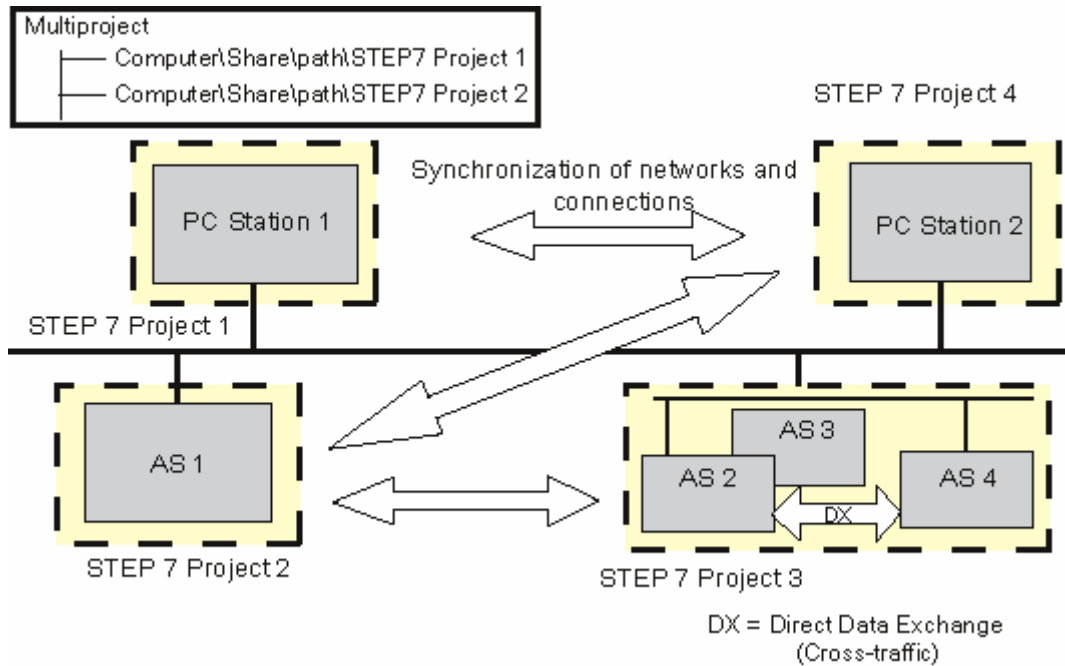 Multiproject
Computer\Share\path\STEP7 Project 1
Computer\Share\path\STEP7 Project 2
STEP 7 Project 4
Synchronization of networks and
connections
PC Station 1
PC Station 2
STEP 7 Project 1
AS 1
AS 3
AS 2
AS 4
DX
STEP 7 Project 2
STEP 7 Project 3
DX = Direct Data Exchange
(Cross-traffic)